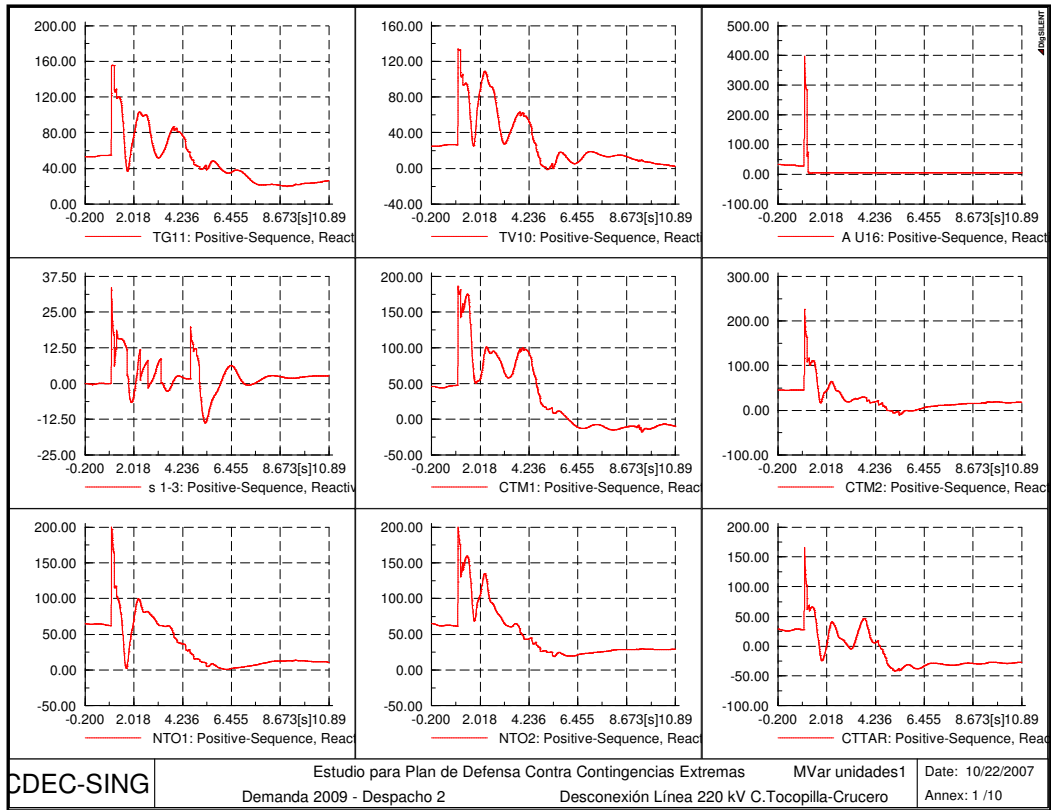 DIgSILENT
160.00
120.00
80.00
40.00
0.00
-0.200 2.018 4.236 6.455 8.673[s]10.89
TG11: Positive-Sequence, Reacti
160.00
120.00
80.00
40.00
0.00
-40.00
-0.200 2.018 4.236 6.455 8.673[s]10.89
TV10: Positive-Sequence, Reacti
500.00
400.00
300.00
200.00
100.00
0.00
-100.00
-0.200 2.018 4.236 6.455 8.673[s]10.89
A U16: Positive-Sequence, React
37.50
25.00
12.50
0.00
-12.50
-25.00
-0.200 2.018 4.236 6.455 8.673[s]10.89
s 1-3: Positive-Sequence, Reactiv
200.00
150.00
100.00
50.00
0.00
-50.00
-0.200 2.018 4.236 6.455 8.673[s]10.89
CTM1: Positive-Sequence, Reac
300.00
200.00
100.00
0.00
-100.00
-0.200 2.018 4.236 6.455 8.673[s]10.89
CTM2: Positive-Sequence, Reac
200.00
150.00
100.00
50.00
0.00
-50.00
-0.200 2.018 4.236 6.455 8.673[s]10.89
NTO1: Positive-Sequence, React
200.00
150.00
100.00
50.00
0.00
-50.00
-0.200 2.018 4.236 6.455 8.673[s]10.89
NTO2: Positive-Sequence, React
200.00
150.00
100.00
50.00
0.00
-50.00
-100.00
-0.200 2.018 4.236 6.455 8.673[s]10.89
CTTAR: Positive-Sequence, Rea
CDEC-SING
Estudio para Plan de Defensa Contra Contingencias Extremas MVar unidades1
Demanda 2009 - Despacho 2 Desconexión Línea 220 kV C.Tocopilla-Crucero
Date: 10/22/2007
Annex: 1 /10